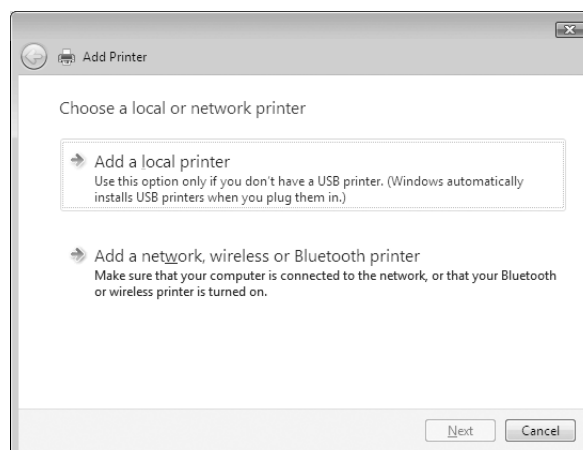 Add Printer
Choose a local or network printer
Add a local printer
Use this option only if you don't have a USB printer. (Windows automatically
installs USB printers when you plug them in.)
Add a network, wireless or Bluetooth printer
Make sure that your computer is connected to the network, or that your Bluetooth
or wireless printer is turned on.
Next
Cancel